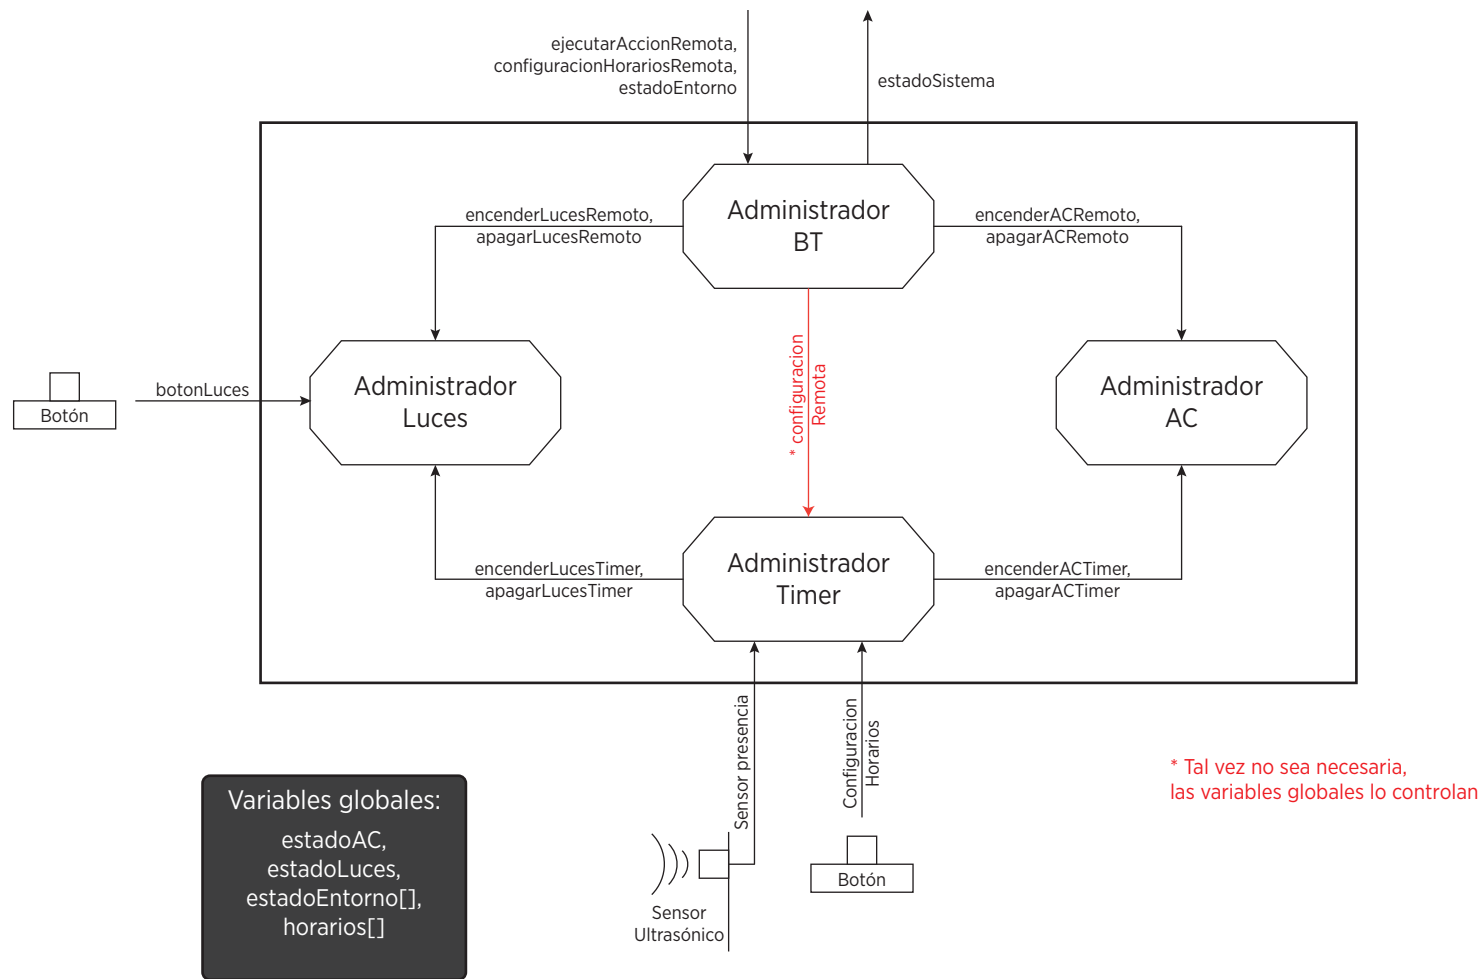 ejecutarAccionRemota,
configuracionHorariosRemota,
estadoEntorno
estadoSistema
Administrador
BT
encenderLucesRemoto,
apagarLucesRemoto
encenderACRemoto,
apagarACRemoto
* configuracion
Remota
Botón
botonLuces
Administrador
Luces
Administrador
AC
Administrador
Timer
encenderLucesTimer,
apagarLucesTimer
encenderACTimer,
apagarACTimer
Sensor presencia
Configuracion
Horarios
Sensor
Ultrasónico
Botón
* Tal vez no sea necesaria,
las variables globales lo controlan
Variables globales:
estadoAC,
estadoLuces,
estadoEntorno[],
horarios[]